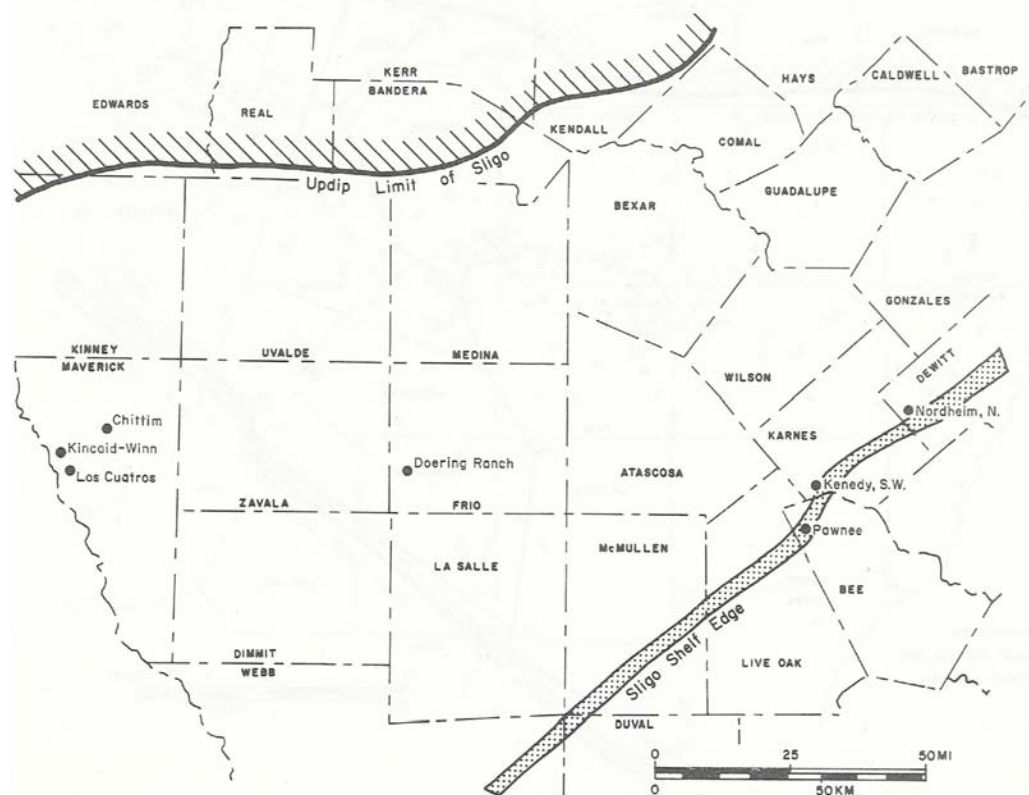 KERR
BANDERA
HAYS
CALDWELL
BASTROP
EDWARDS
REAL
KENDALL
COMAL
Updip Limit of Sligo
GUADALUPE
BEXAR
GONZALES
KINNEY
MAVERICK
UVALDE
MEDINA
WILSON
DEWITT
Nordheim, N.
Chittim
Kincaid-Winn
Los Cuatros
Doering Ranch
KARNES
ATASCOSA
Kenedy, S.W.
ZAVALA
FRIO
Pawnee
McMULLEN
LA SALLE
BEE
Sligo Shelf Edge
DIMMIT
WEBB
LIVE OAK
DUVAL
0 25 50MI
0 50KM